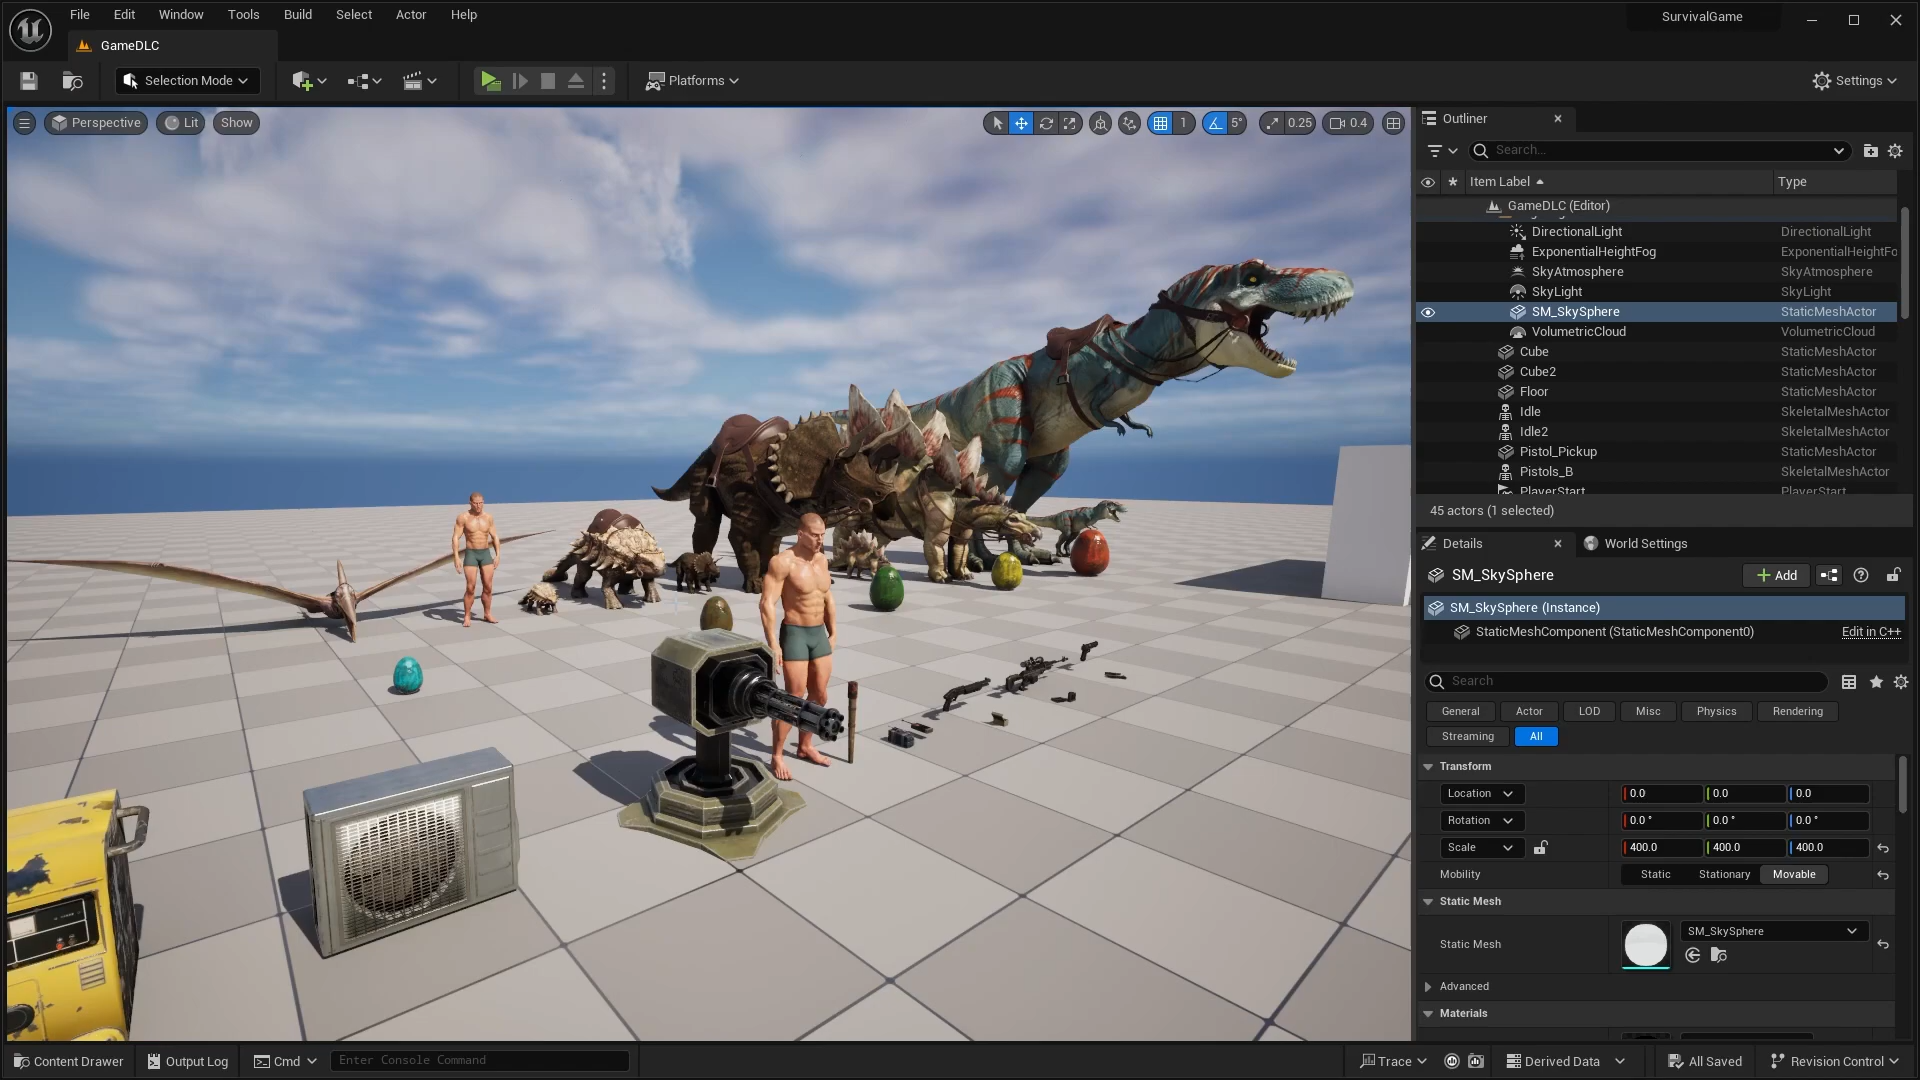 File Edit Window Tools Build Select Actor Help
SurvivalGame
GameDLC
Selection Mode
Platforms
Settings
Perspective Lit Show
1 5° 0.25 0.4
Outliner
Search...
Item Label Type
GameDLC (Editor)
DirectionalLight DirectionalLight
ExponentialHeightFog ExponentialHeightFo
SkyAtmosphere SkyAtmosphere
SkyLight SkyLight
SM_SkySphere StaticMeshActor
VolumetricCloud VolumetricCloud
Cube StaticMeshActor
Cube2 StaticMeshActor
Floor StaticMeshActor
Idle SkeletalMeshActor
Idle2 SkeletalMeshActor
Pistol_Pickup StaticMeshActor
Pistols_B SkeletalMeshActor
PlayerStart PlayerStart
45 actors (1 selected)
Details World Settings
SM_SkySphere
Add
SM_SkySphere (Instance)
StaticMeshComponent (StaticMeshComponent0) Edit in C++
Search
General Actor LOD Misc Physics Rendering
Streaming All
Transform
Location 0.0 0.0 0.0
Rotation 0.0 ° 0.0 ° 0.0 °
Scale 400.0 400.0 400.0
Mobility Static Stationary Movable
Static Mesh
Static Mesh SM_SkySphere
Advanced
Materials
Content Drawer Output Log Cmd Enter Console Command
Trace Derived Data All Saved Revision Control